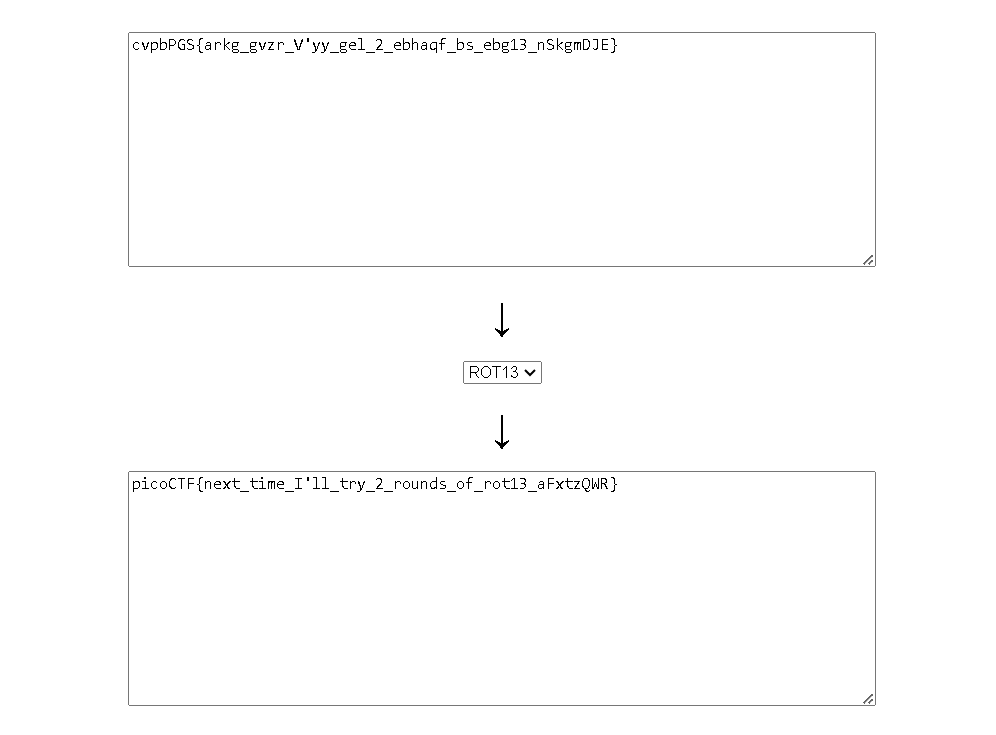 cvpbPGS{arkg_gvzr_V'yy_gel_2_ebhaqf_bs_ebg13_nSkgmDJE}
ROT13
picoCTF{next_time_I'll_try_2_rounds_of_rot13_aFxtzQWR}